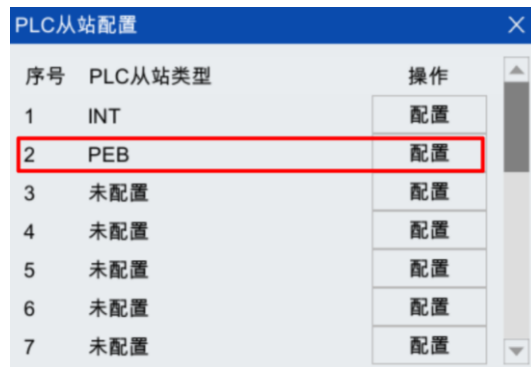 PLC从站配置
序号 PLC从站类型 操作
1 INT 配置
2 PEB 配置
3 未配置 配置
4 未配置 配置
5 未配置 配置
6 未配置 配置
7 未配置 配置